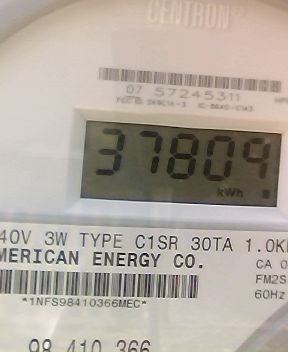 CENTRON
07 57245311
37809
kWh
40V 3W TYPE C1SR 30TA 1.0K
MERICAN ENERGY CO.
CA 0
FM2S
60Hz
*1NFS98410366MEC*
98 410 366